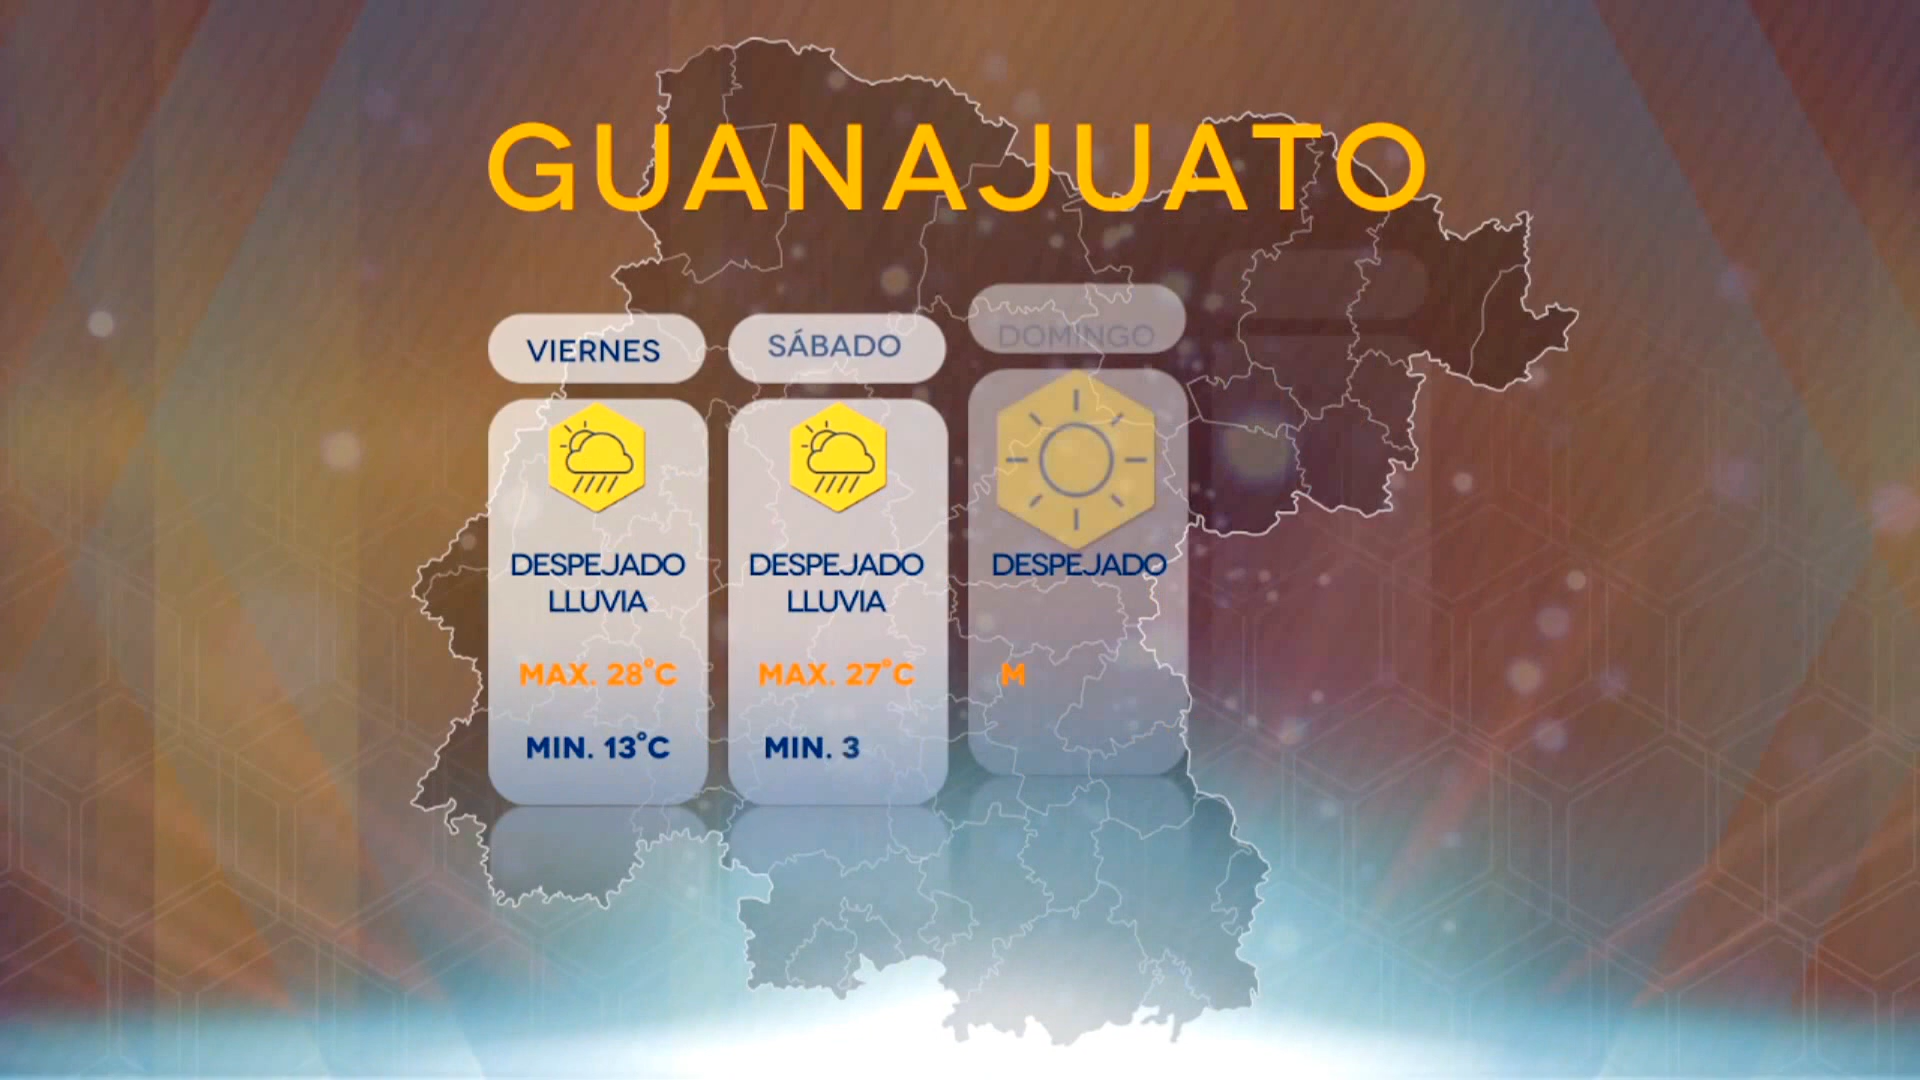 GUANAJUATO
VIERNES
DESPEJADO
LLUVIA
MAX. 28°C
MIN. 13°C
SÁBADO
DESPEJADO
LLUVIA
MAX. 27°C
MIN. 3
DOMINGO
DESPEJADO
M